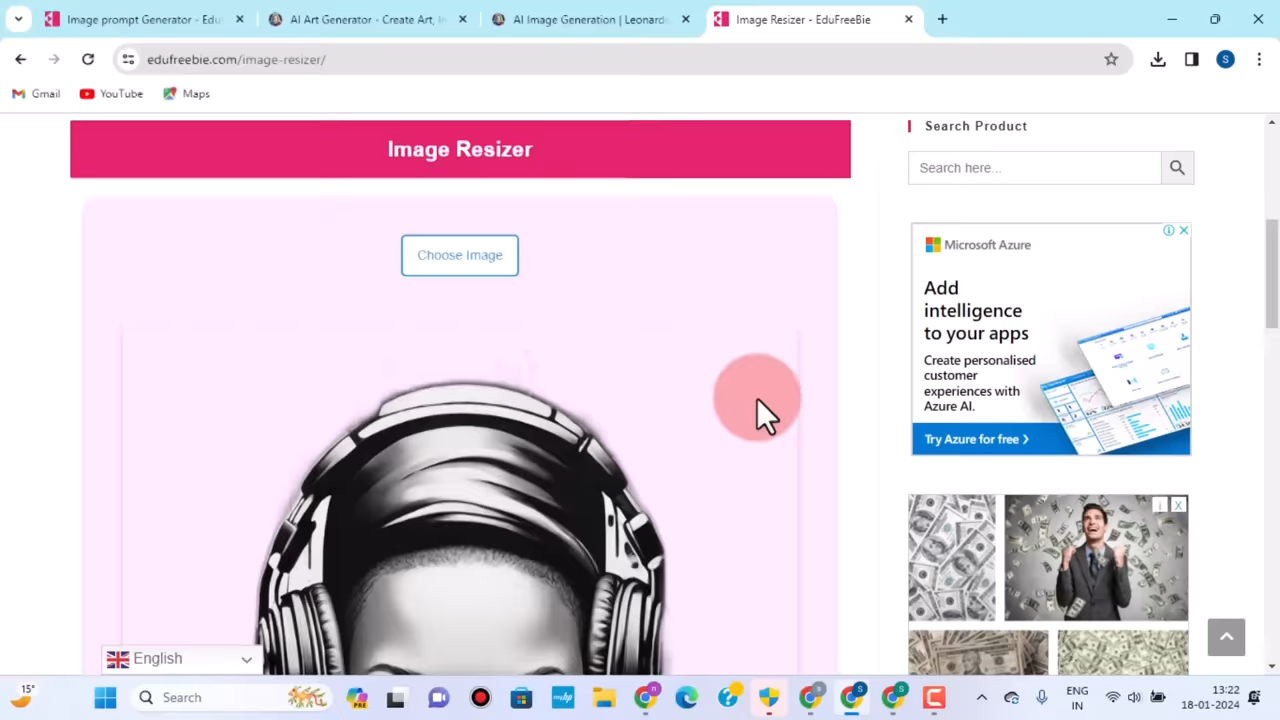 Image prompt Generator - Edu
AI Art Generator - Create Art, I
AI Image Generation | Leonard
Image Resizer - EduFreeBie
edufreebie.com/image-resizer/
S
Gmail
YouTube
Maps
Image Resizer
Choose Image
Search Product
Search here...
Microsoft Azure
Add
intelligence
to your apps
Create personalised
customer
experiences with
Azure AI.
Try Azure for free ❯
English
15°
Search
PRE
ENG
IN
13:22
18-01-2024